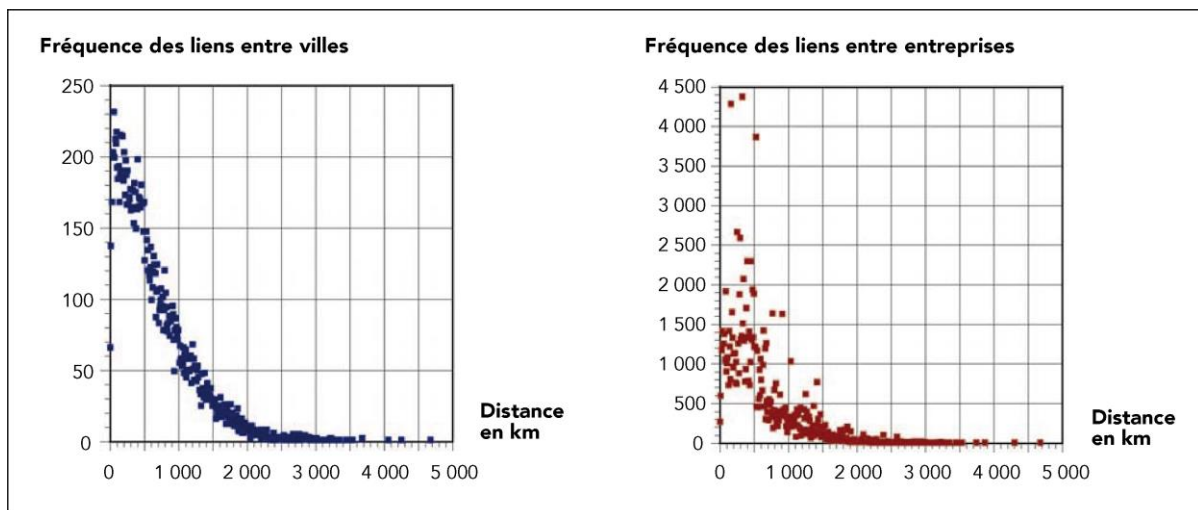 Fréquence des liens entre villes
250
200
150
100
50
0
0 1 000 2 000 3 000 4 000 5 000
Distance
en km
Fréquence des liens entre entreprises
4 500
4 000
3 500
3 000
2 500
2 000
1 500
1 000
500
0
0 1 000 2 000 3 000 4 000 5 000
Distance
en km